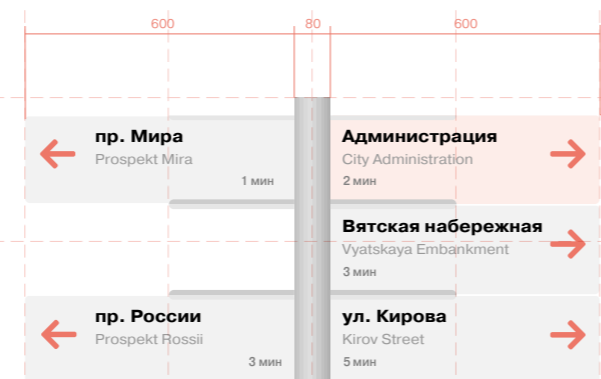 600
80
600
пр. Мира
Prospekt Mira
1 мин
Администрация
City Administration
2 мин
Вятская набережная
Vyatskaya Embankment
3 мин
пр. России
Prospekt Rossii
3 мин
ул. Кирова
Kirov Street
5 мин